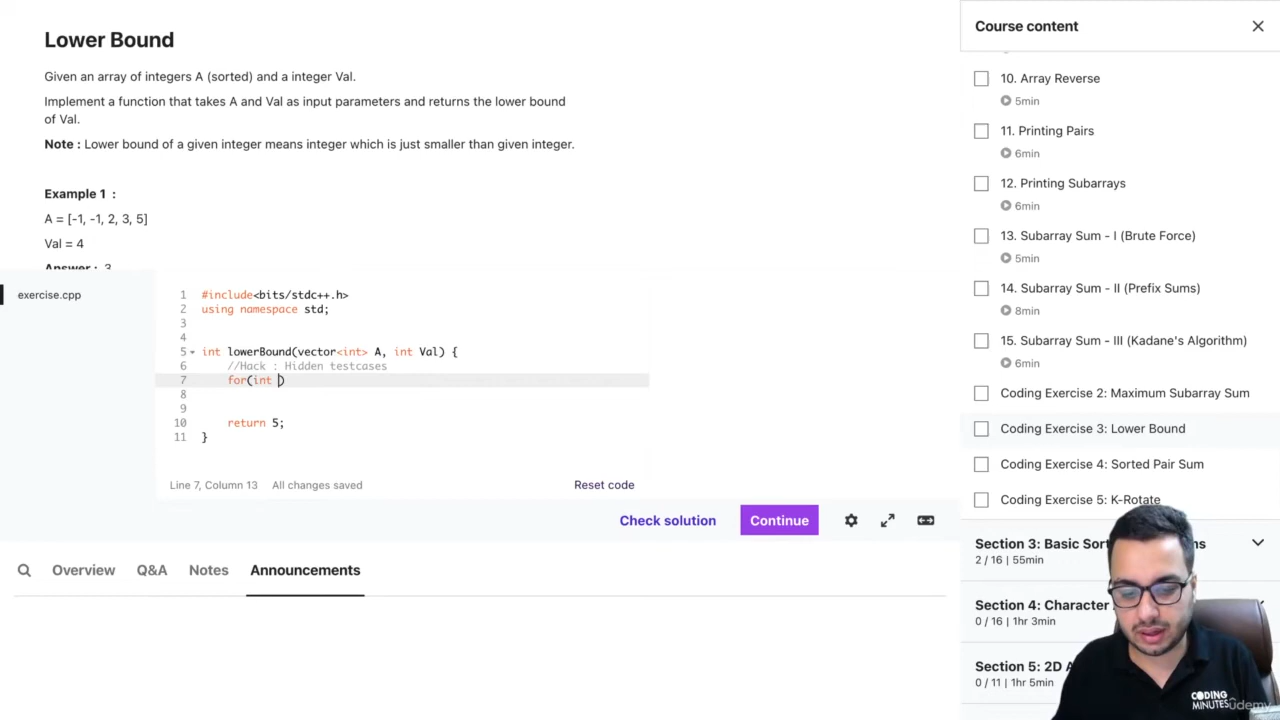 Lower Bound
Given an array of integers A (sorted) and a integer Val.
Implement a function that takes A and Val as input parameters and returns the lower bound
of Val.
Note : Lower bound of a given integer means integer which is just smaller than given integer.
Example 1 :
A = [-1, -1, 2, 3, 5]
Val = 4
Answer : 3
exercise.cpp
1 #include<bits/stdc++.h>
2 using namespace std;
3
4
5 int lowerBound(vector<int> A, int Val) {
6 //Hack : Hidden testcases
7 for(int )
8
9
10 return 5;
11 }
Line 7, Column 13 All changes saved
Reset code
Check solution
Continue
Overview
Q&A
Notes
Announcements
Course content
10. Array Reverse
5min
11. Printing Pairs
6min
12. Printing Subarrays
6min
13. Subarray Sum - I (Brute Force)
5min
14. Subarray Sum - II (Prefix Sums)
8min
15. Subarray Sum - III (Kadane's Algorithm)
6min
Coding Exercise 2: Maximum Subarray Sum
Coding Exercise 3: Lower Bound
Coding Exercise 4: Sorted Pair Sum
Coding Exercise 5: K-Rotate
Section 3: Basic
2 / 16 | 55min
Section 4: Character
0 / 16 | 1hr 3min
Section 5: 2D
0 / 11 | 1hr 5min
CODING
MINUTES
udemy